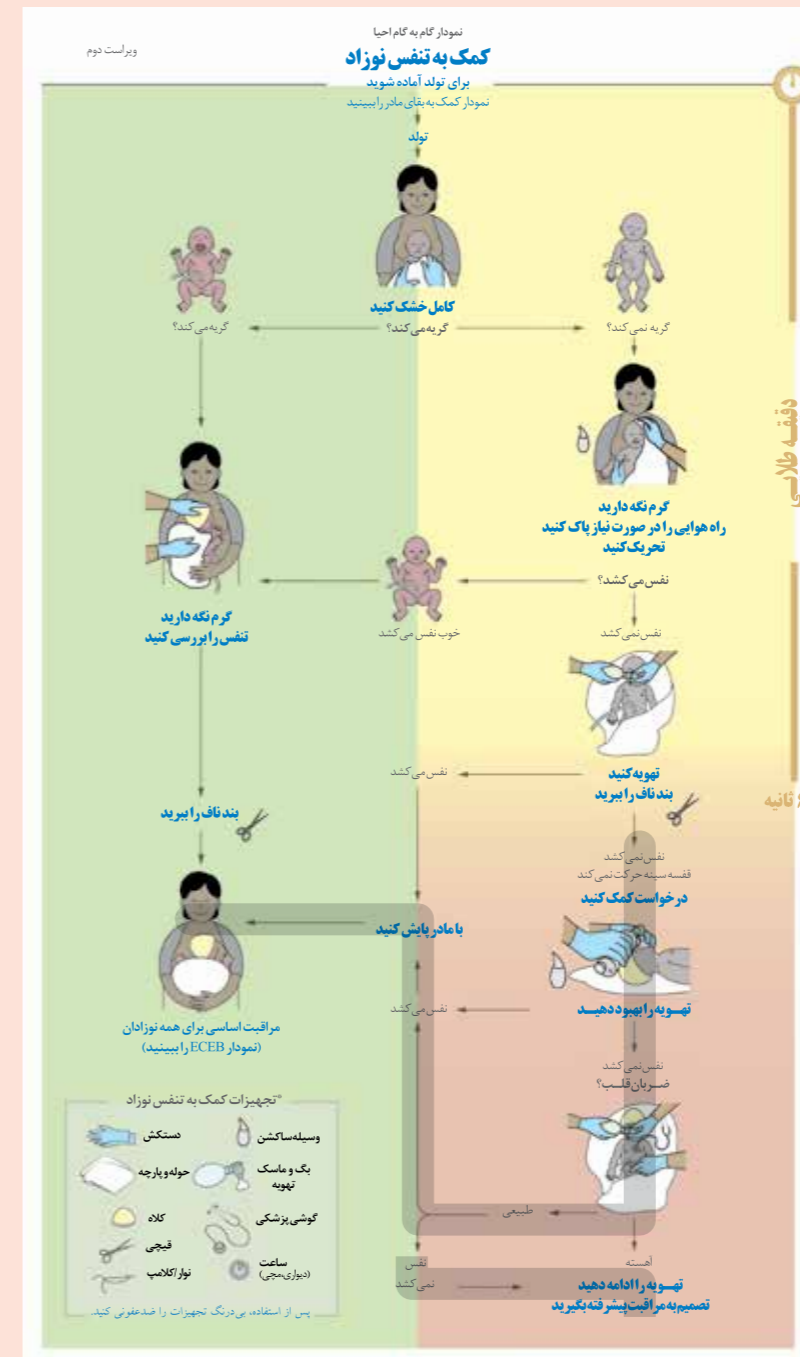 نمودار گام به گام احیا
کمک به تنفس نوزاد
ویراست دوم
برای تولد آماده شوید
نمودار کمک به بقای مادر را ببینید
تولد
کامل خشک کنید
گریه نمی کند؟
گریه می کند؟
گریه می کند؟
دقیقه طلایی
گرم نگه دارید
راه هوایی را در صورت نیاز پاک کنید
تحریک کنید
نفس می کشد؟
خوب نفس می کشد
گرم نگه دارید
تنفس را بررسی کنید
نفس نمی کشد
تهویه کنید
بند ناف را ببرید
نفس می کشد
بند ناف را ببرید
ثانیه
نفس نمی کشد
قفسه سینه حرکت نمی کند
درخواست کمک کنید
با مادر پایش کنید
تهــویه را بهبود دهیــد
نفس می کشد
مراقبت اساسی برای همه نوزادان
(نمودار ECEB را ببینید)
نفس نمی کشد
ضــربان قلــب؟
طبیعی
آهسته
نفس
نمی کشد
تهــویه را ادامه دهید
تصمیم به مراقبت پیشرفته بگیرید
*تجهیزات کمک به تنفس نوزاد
وسیله ساکشن
دستکش
بگ و ماسک
تهویه
حوله و پارچه
گوشی پزشکی
کلاه
قیچی
ساعت
(دیواری،مچی)
نوار/کلامپ
پس از استفاده، بی‌درنگ تجهیزات را ضدعفونی کنید.